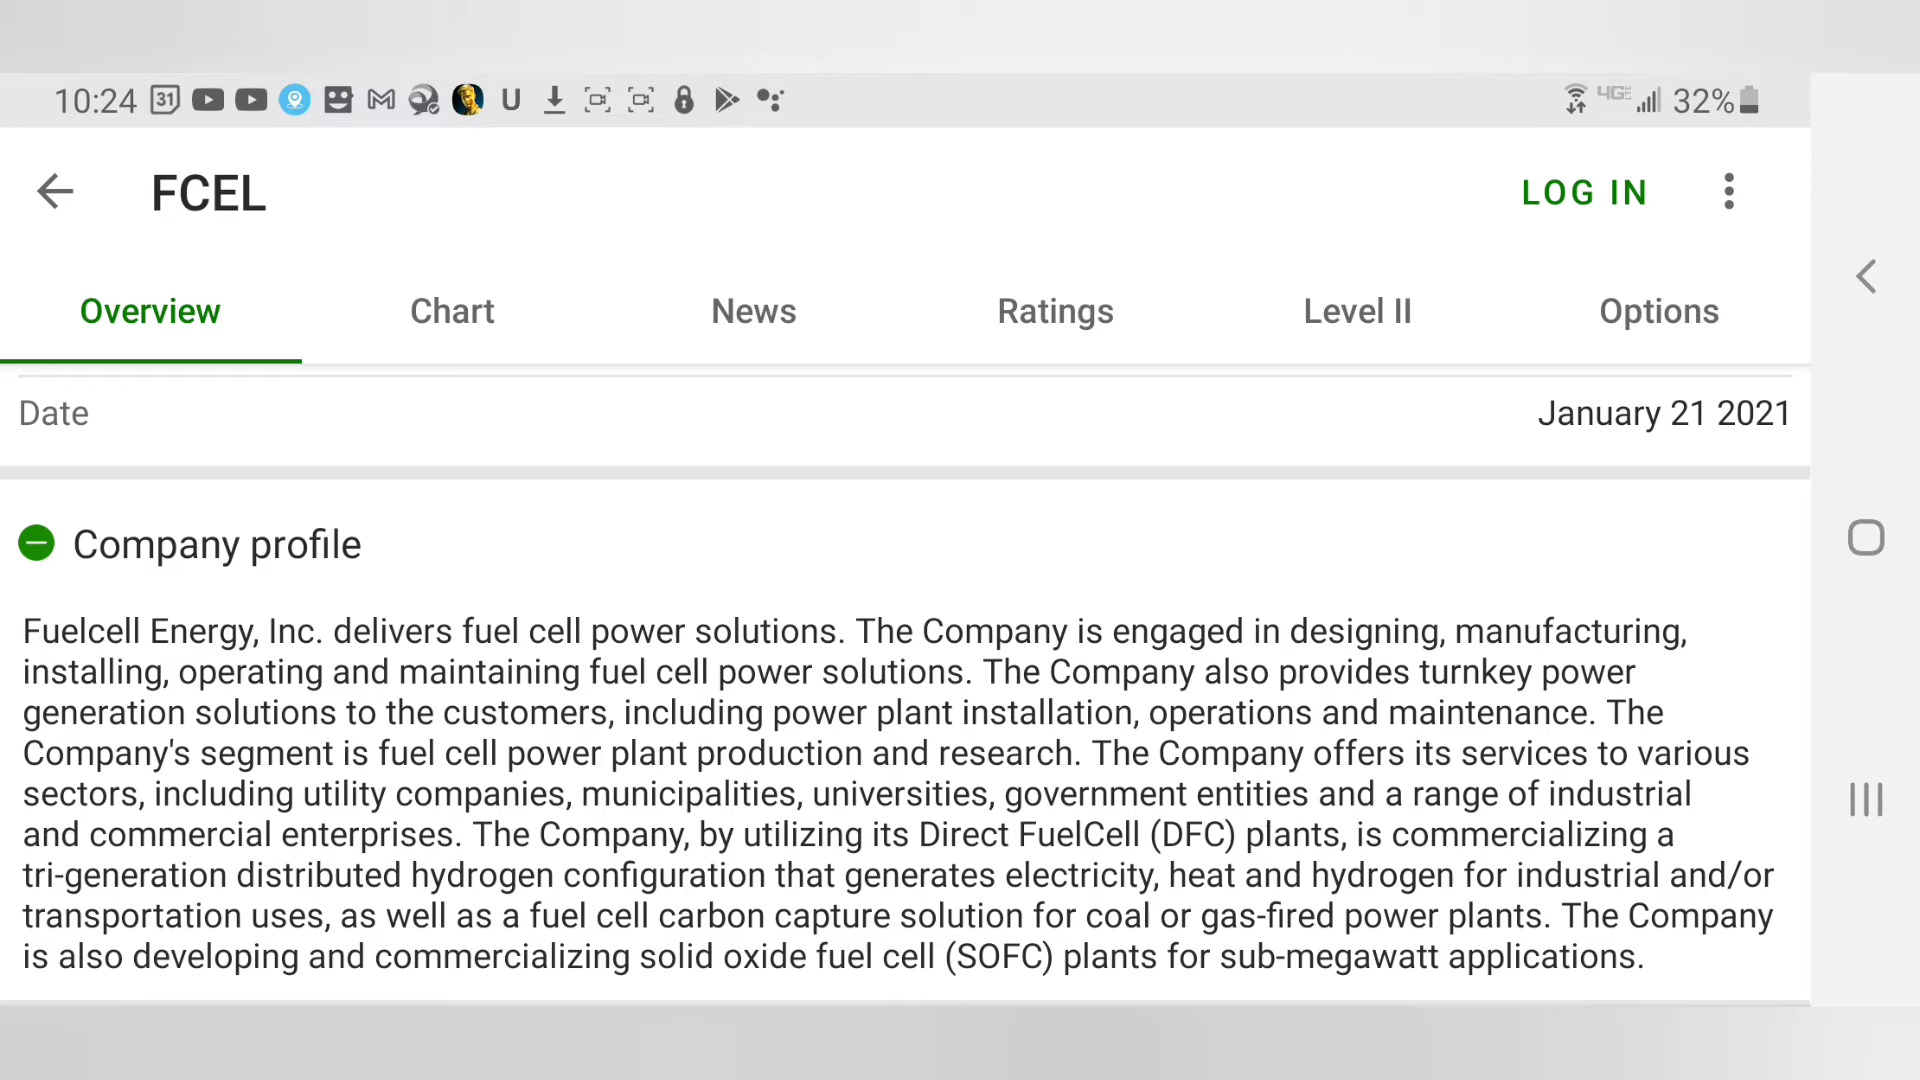 10:24 31 U 4GE 32%
FCEL LOG IN
Overview Chart News Ratings Level II Options
Date January 21 2021
Company profile
Fuelcell Energy, Inc. delivers fuel cell power solutions. The Company is engaged in designing, manufacturing,
installing, operating and maintaining fuel cell power solutions. The Company also provides turnkey power
generation solutions to the customers, including power plant installation, operations and maintenance. The
Company's segment is fuel cell power plant production and research. The Company offers its services to various
sectors, including utility companies, municipalities, universities, government entities and a range of industrial
and commercial enterprises. The Company, by utilizing its Direct FuelCell (DFC) plants, is commercializing a
tri-generation distributed hydrogen configuration that generates electricity, heat and hydrogen for industrial and/or
transportation uses, as well as a fuel cell carbon capture solution for coal or gas-fired power plants. The Company
is also developing and commercializing solid oxide fuel cell (SOFC) plants for sub-megawatt applications.